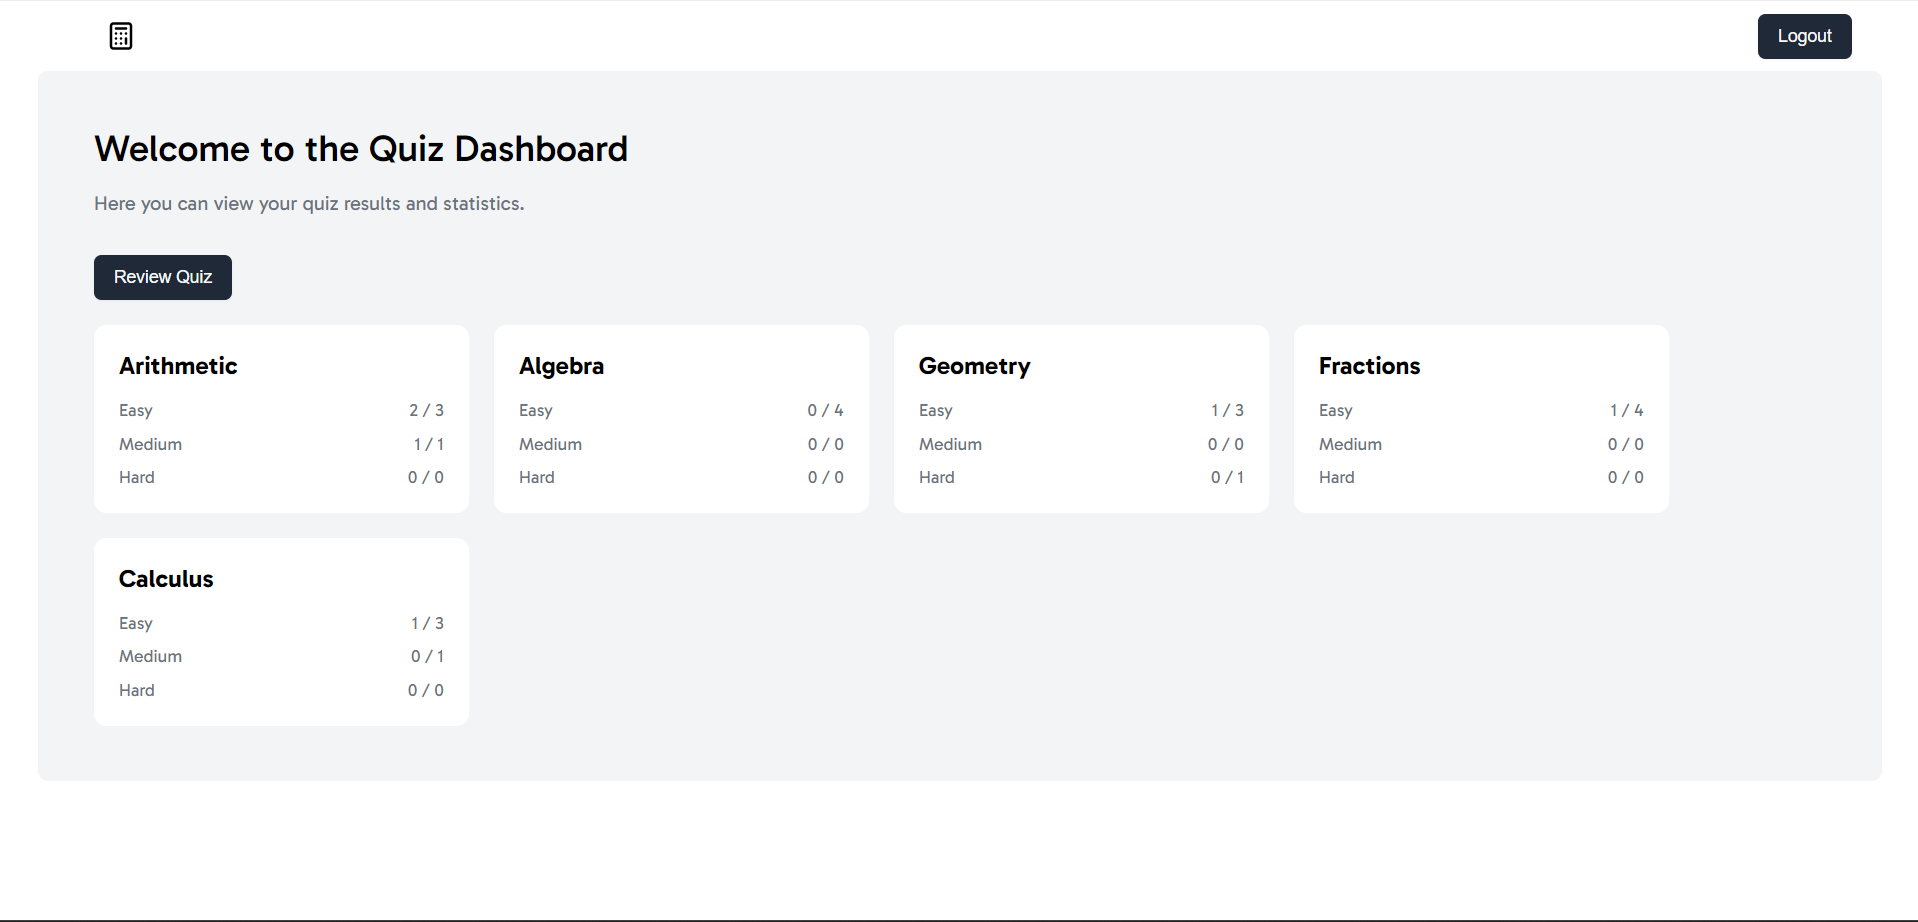 Logout
Welcome to the Quiz Dashboard
Here you can view your quiz results and statistics.
Review Quiz
Arithmetic
Easy 2 / 3
Medium 1 / 1
Hard 0 / 0
Algebra
Easy 0 / 4
Medium 0 / 0
Hard 0 / 0
Geometry
Easy 1 / 3
Medium 0 / 0
Hard 0 / 1
Fractions
Easy 1 / 4
Medium 0 / 0
Hard 0 / 0
Calculus
Easy 1 / 3
Medium 0 / 1
Hard 0 / 0